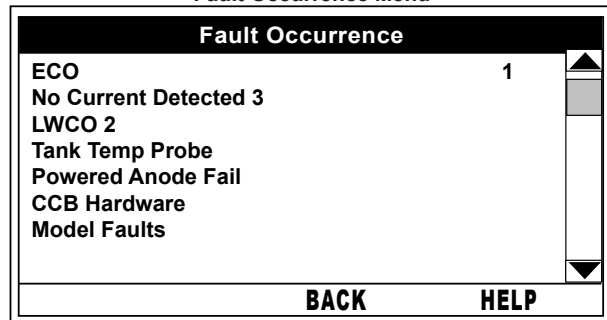 Fault Occurrence Menu
Fault Occurrence
ECO 1
No Current Detected 3
LWCO 2
Tank Temp Probe
Powered Anode Fail
CCB Hardware
Model Faults
BACK HELP